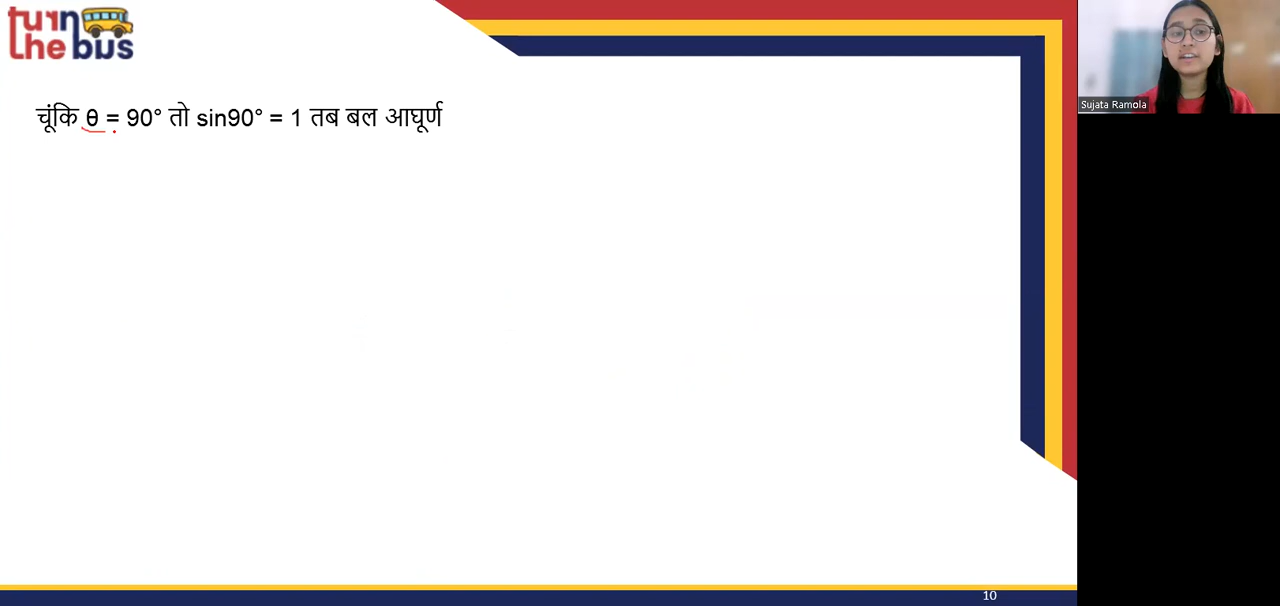 turn
the bus
चूंकि θ = 90° तो sin90° = 1 तब बल आघूर्ण
Sujata Ramola
10